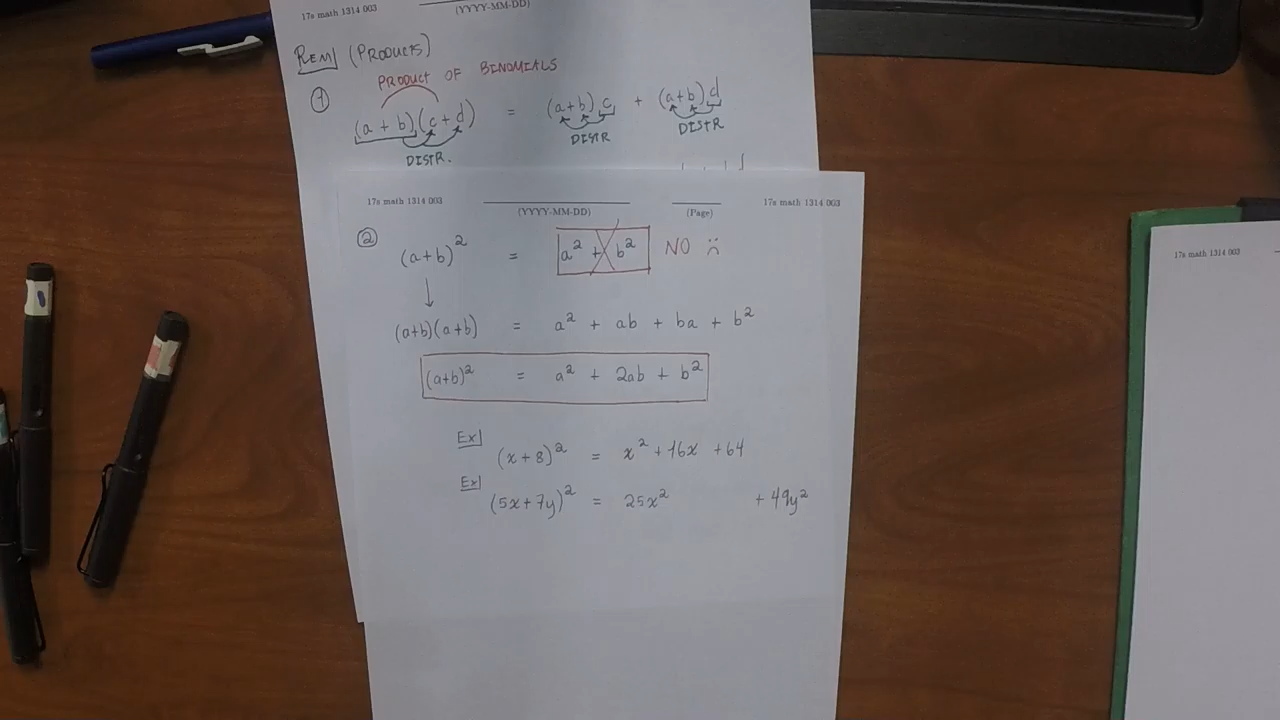 17s math 1314 003
(YYYY-MM-DD)
REM (PRODUCTS)
PRODUCT OF BINOMIALS
① (a + b)(c + d) = (a+b)c + (a+b)d
DISTR. DISTR DISTR
17s math 1314 003 (YYYY-MM-DD) (Page) 17s math 1314 003
② (a+b)² = a² + b² NO ☹
↓
(a+b)(a+b) = a² + ab + ba + b²
(a+b)² = a² + 2ab + b²
Ex (x+8)² = x² + 16x + 64
Ex (5x+7y)² = 25x² + 49y²
17s math 1314 003